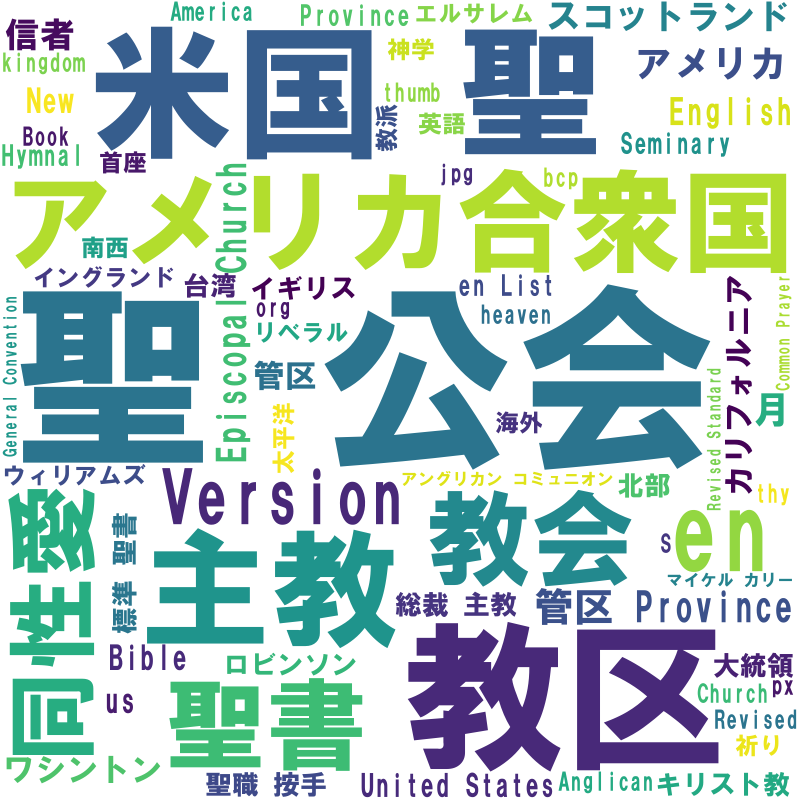 America
Province
エルサレム
スコットランド
信者
kingdom
米国 聖
神学
アメリカ
New
thumb
教派
英語
English
Book
Hymnal
首座
Seminary
jpg
bcp
アメリカ合衆国
Episcopal Church
南西
イングランド
台湾
イギリス
en List
カリフォルニア
Common Prayer
General Convention
org
heaven
リベラル
聖 公会
管区
Revised Standard
月
太平洋
海外
ウィリアムズ
Version
アングリカン コミュニオン
北部
thy
同性愛
標準 聖書
主教
教会
s
en
マイケル カリー
総裁 主教
管区
Province
Bible
ロビンソン
教区
大統領
us
聖書
Church
px
Revised
祈り
ワシントン
聖職 按手
United States
Anglican
キリスト教